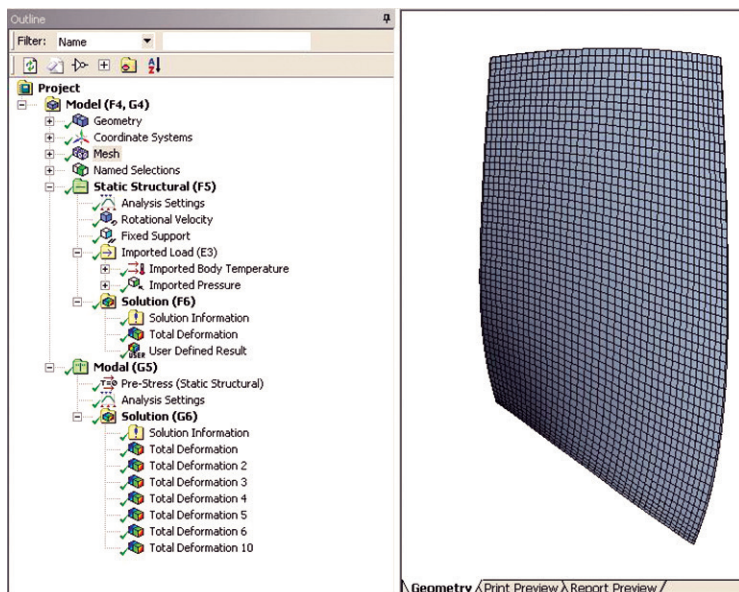 Outline
Filter: Name
Project
Model (F4, G4)
Geometry
Coordinate Systems
Mesh
Named Selections
Static Structural (F5)
Analysis Settings
Rotational Velocity
Fixed Support
Imported Load (E3)
Imported Body Temperature
Imported Pressure
Solution (F6)
Solution Information
Total Deformation
User Defined Result
Modal (G5)
Pre-Stress (Static Structural)
Analysis Settings
Solution (G6)
Solution Information
Total Deformation
Total Deformation 2
Total Deformation 3
Total Deformation 4
Total Deformation 5
Total Deformation 6
Total Deformation 10
Geometry Print Preview Report Preview